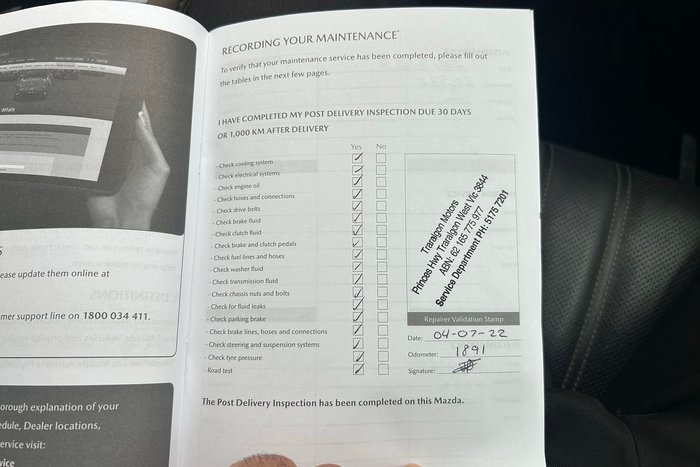 details
S
ease update them online at
mer support line on 1800 034 411.
orough explanation of your
edule, Dealer locations,
ervice visit:
vice
RECORDING YOUR MAINTENANCE*
To verify that your maintenance service has been completed, please fill out
the tables in the next few pages.
I HAVE COMPLETED MY POST DELIVERY INSPECTION DUE 30 DAYS
OR 1,000 KM AFTER DELIVERY
Yes No
- Check cooling system
- Check electrical systems
- Check engine oil
- Check hoses and connections
- Check drive belts
- Check brake fluid
- Check clutch fluid
- Check brake and clutch pedals
- Check fuel lines and hoses
- Check washer fluid
- Check transmission fluid
- Check chassis nuts and bolts
- Check for fluid leaks
- Check parking brake
- Check brake lines, hoses and connections
- Check steering and suspension systems
- Check tyre pressure
- Road test
Traralgon Motors
Princes Hwy Traralgon West Vic 3844
ABN: 62 165 775 977
Service Department PH: 5175 7201
Repairer Validation Stamp
Date: 04-07-22
Odometer: 1891
Signature:
The Post Delivery Inspection has been completed on this Mazda.